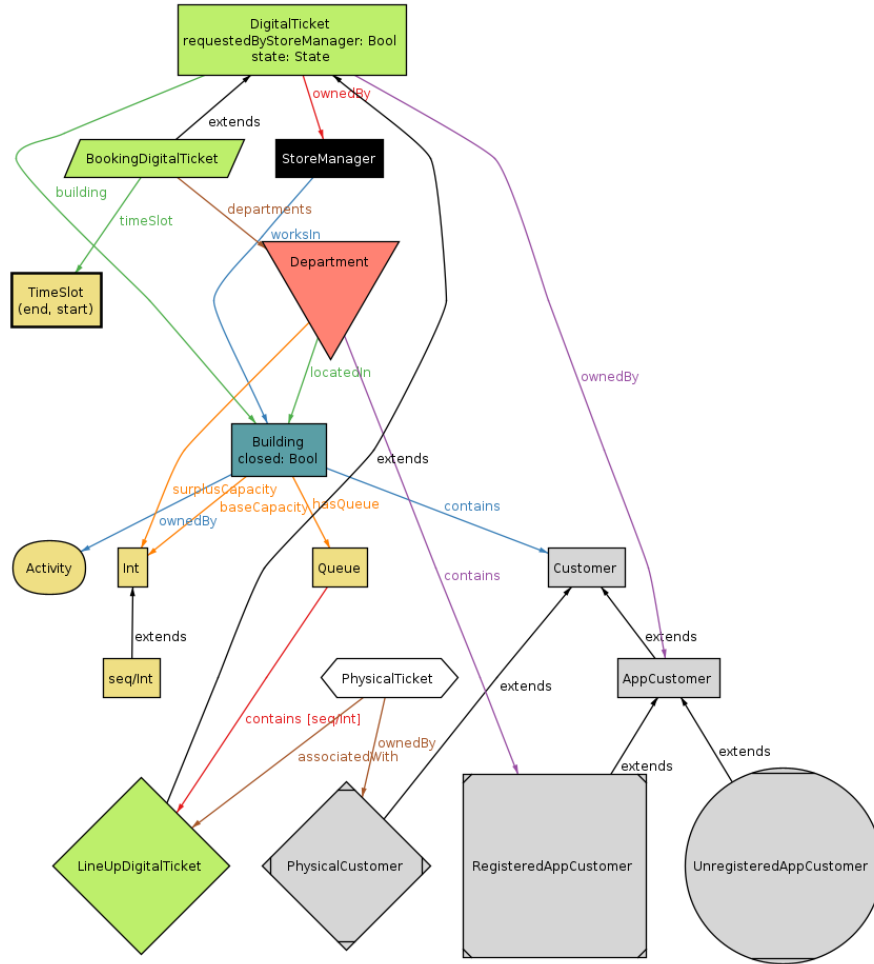 DigitalTicket
requestedByStoreManager: Bool
state: State
ownedBy
extends
BookingDigitalTicket
StoreManager
building
timeSlot
departments
worksIn
Department
TimeSlot
(end, start)
locatedIn
ownedBy
Building
closed: Bool
extends
surplusCapacity
baseCapacity
hasQueue
ownedBy
contains
Activity
Int
Queue
Customer
contains
extends
extends
seq/Int
PhysicalTicket
AppCustomer
extends
contains [seq/Int]
ownedBy
associatedWith
extends
extends
LineUpDigitalTicket
PhysicalCustomer
RegisteredAppCustomer
UnregisteredAppCustomer